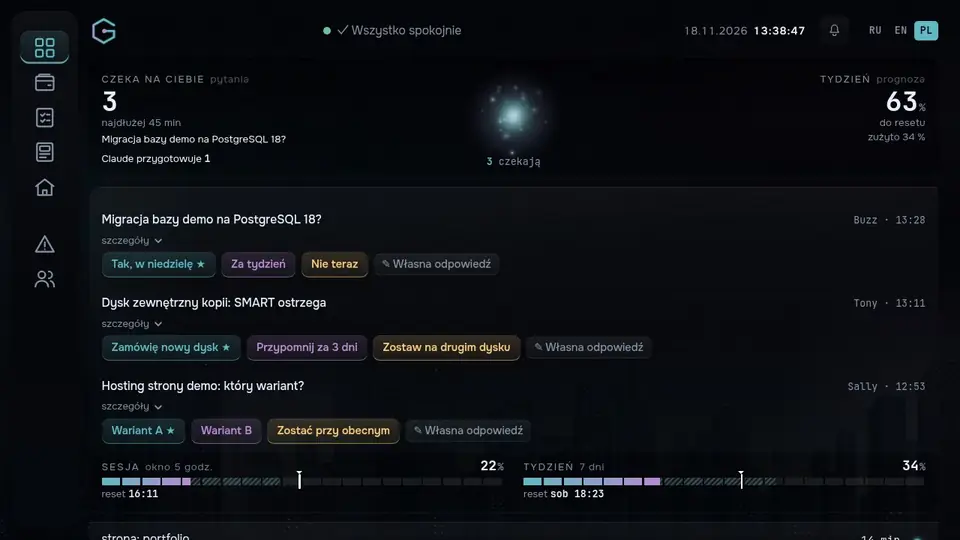 ✓ Wszystko spokojnie
18.11.2026 13:38:47
RU EN PL
CZEKA NA CIEBIE pytania
3
najdłużej 45 min
Migracja bazy demo na PostgreSQL 18?
Claude przygotowuje 1
3 czekają
TYDZIEŃ prognoza
63%
do resetu
zużyto 34 %
Migracja bazy demo na PostgreSQL 18?
Buzz · 13:28
szczegóły
Tak, w niedzielę ★ Za tydzień Nie teraz ✎ Własna odpowiedź
Dysk zewnętrzny kopii: SMART ostrzega
Tony · 13:11
szczegóły
Zamówię nowy dysk ★ Przypomnij za 3 dni Zostaw na drugim dysku ✎ Własna odpowiedź
Hosting strony demo: który wariant?
Sally · 12:53
szczegóły
Wariant A ★ Wariant B Zostać przy obecnym ✎ Własna odpowiedź
SESJA okno 5 godz. 22%
reset 16:11
TYDZIEŃ 7 dni 34%
reset sob 18:23
strona: portfolio
14 min